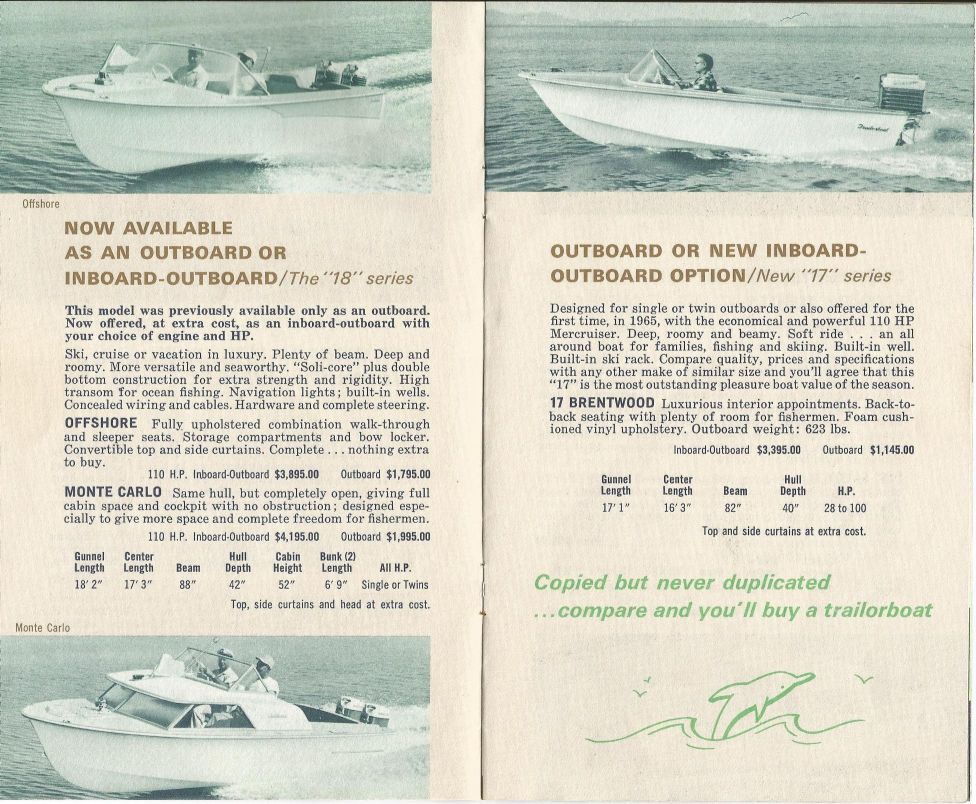 Offshore
NOW AVAILABLE
AS AN OUTBOARD OR
INBOARD-OUTBOARD/The "18" series
This model was previously available only as an outboard.
Now offered, at extra cost, as an inboard-outboard with
your choice of engine and HP.
Ski, cruise or vacation in luxury. Plenty of beam. Deep and
roomy. More versatile and seaworthy. "Soli-core" plus double
bottom construction for extra strength and rigidity. High
transom for ocean fishing. Navigation lights; built-in wells.
Concealed wiring and cables. Hardware and complete steering.
OFFSHORE Fully upholstered combination walk-through
and sleeper seats. Storage compartments and bow locker.
Convertible top and side curtains. Complete . . . nothing extra
to buy.
110 H.P. Inboard-Outboard $3,895.00 Outboard $1,795.00
MONTE CARLO Same hull, but completely open, giving full
cabin space and cockpit with no obstruction; designed espe-
cially to give more space and complete freedom for fishermen.
110 H.P. Inboard-Outboard $4,195.00 Outboard $1,995.00
Gunnel Center Hull Cabin Bunk (2)
Length Length Beam Depth Height Length All H.P.
18' 2" 17' 3" 88" 42" 52" 6' 9" Single or Twins
Top, side curtains and head at extra cost.
Monte Carlo
OUTBOARD OR NEW INBOARD-
OUTBOARD OPTION/New "17" series
Designed for single or twin outboards or also offered for the
first time, in 1965, with the economical and powerful 110 HP
Mercruiser. Deep, roomy and beamy. Soft ride . . . an all
around boat for families, fishing and skiing. Built-in well.
Built-in ski rack. Compare quality, prices and specifications
with any other make of similar size and you'll agree that this
"17" is the most outstanding pleasure boat value of the season.
17 BRENTWOOD Luxurious interior appointments. Back-to-
back seating with plenty of room for fishermen. Foam cush-
ioned vinyl upholstery. Outboard weight: 623 lbs.
Inboard-Outboard $3,395.00 Outboard $1,145.00
Gunnel Center Hull
Length Length Beam Depth H.P.
17' 1" 16' 3" 82" 40" 28 to 100
Top and side curtains at extra cost.
Copied but never duplicated
...compare and you'll buy a trailorboat